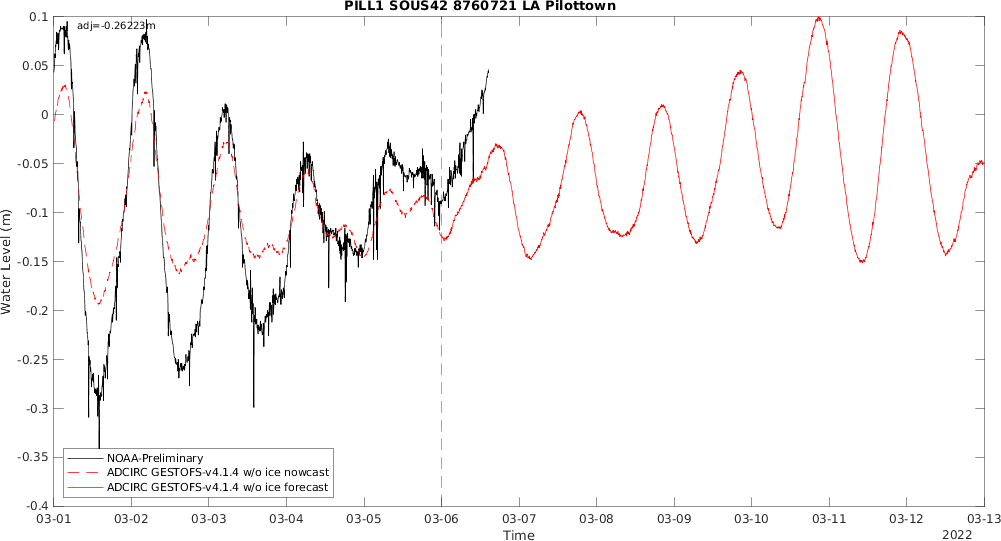 PILL1 SOUS42 8760721 LA Pilottown
adj=-0.26223m
0.1
0.05
0
-0.05
-0.1
-0.15
-0.2
-0.25
-0.3
-0.35
-0.4
Water Level (m)
NOAA-Preliminary
ADCIRC GESTOFS-v4.1.4 w/o ice nowcast
ADCIRC GESTOFS-v4.1.4 w/o ice forecast
03-01 03-02 03-03 03-04 03-05 03-06 03-07 03-08 03-09 03-10 03-11 03-12 03-13
Time
2022